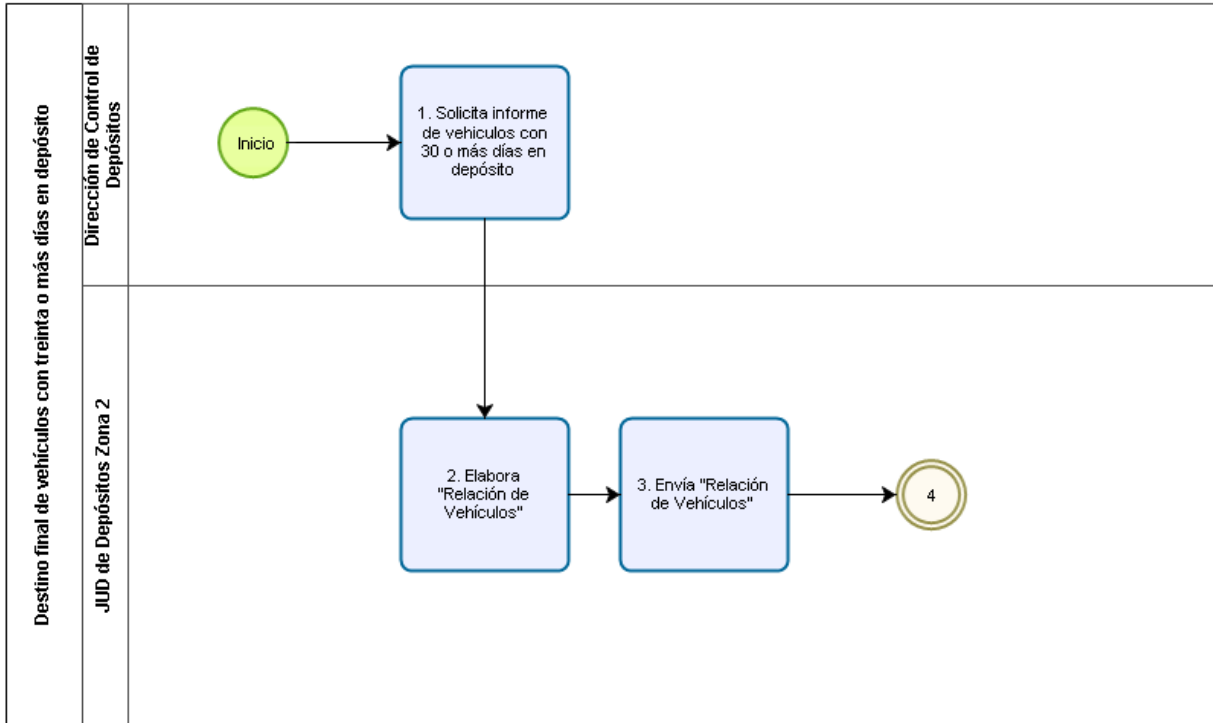 Destino final de vehículos con treinta o más días en depósito
Dirección de Control de
Depósitos
Inicio
1. Solicita informe
de vehiculos con
30 o más días en
depósito
JUD de Depósitos Zona 2
2. Elabora
"Relación de
Vehículos"
3. Envía "Relación
de Vehículos"
4